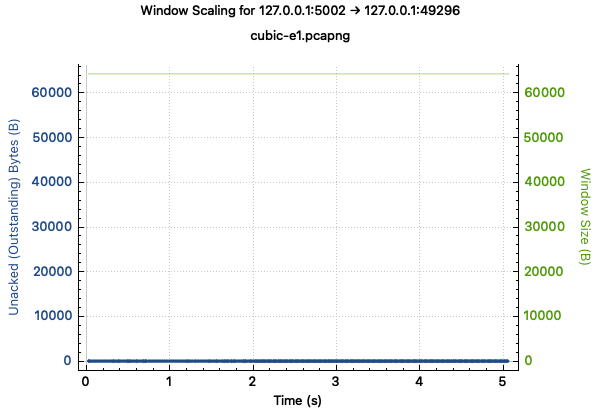 Window Scaling for 127.0.0.1:5002 → 127.0.0.1:49296
cubic-e1.pcapng
Unacked (Outstanding) Bytes (B)
60000
50000
40000
30000
20000
10000
0
60000
50000
40000
30000
20000
10000
0
Window Size (B)
0 1 2 3 4 5
Time (s)